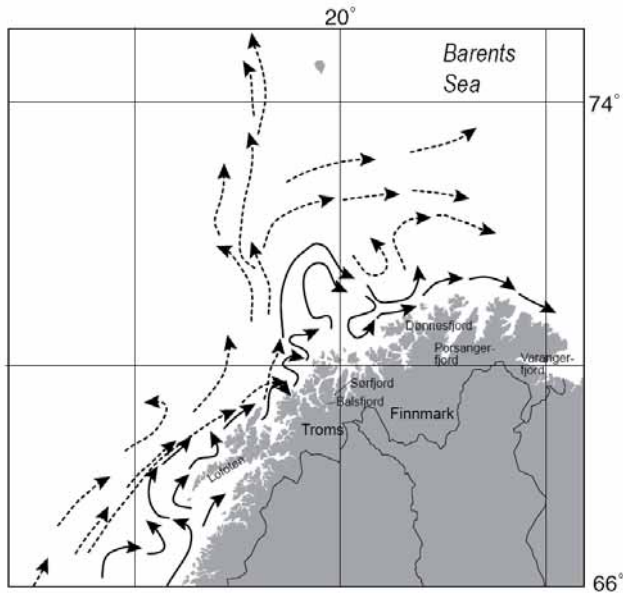 20°
Barents
Sea
74°
Dønnesfjord
Porsanger-
fjord
Varanger-
fjord
Sørfjord
Balsfjord
Finnmark
Troms
Lofoten
66°